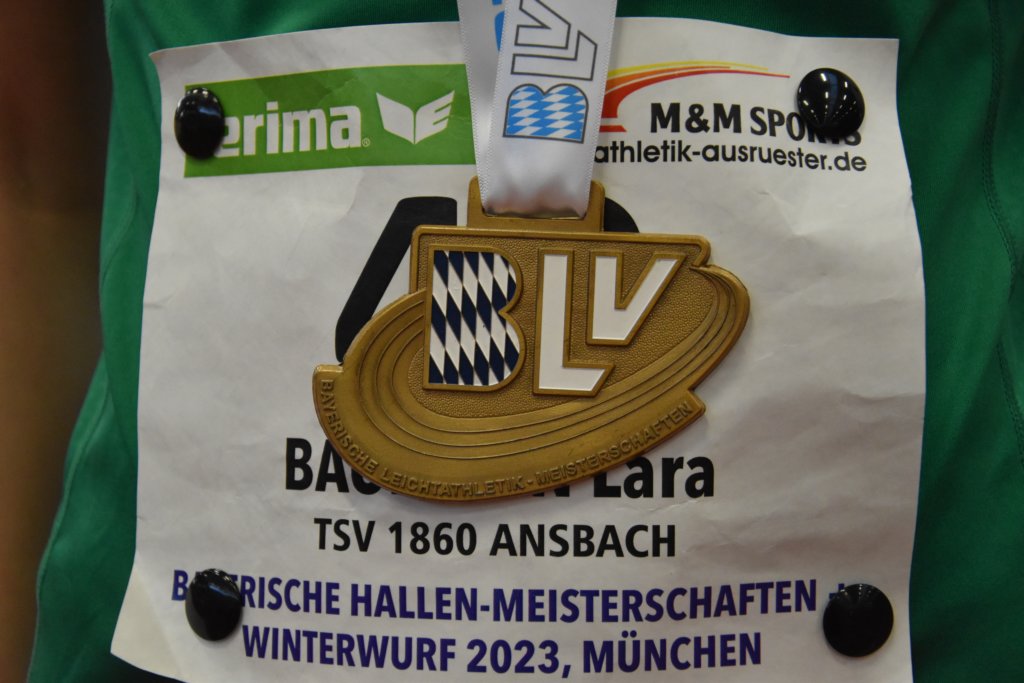 BLV
erima
M&M SPORTS
athletik-ausruester.de
BLV
BAYERISCHE LEICHTATHLETIK-MEISTERSCHAFTEN
Lara
TSV 1860 ANSBACH
BAYERISCHE HALLEN-MEISTERSCHAFTEN +
WINTERWURF 2023, MÜNCHEN